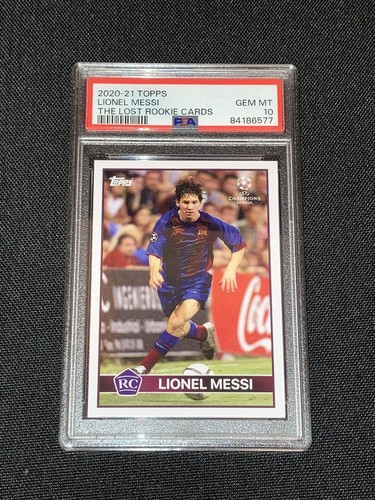 2020-21 TOPPS
LIONEL MESSI
GEM MT
THE LOST ROOKIE CARDS
10
PSA
84186577
Topps
CHAMPIONS
LEAGUE
Coca
RC
LIONEL MESSI